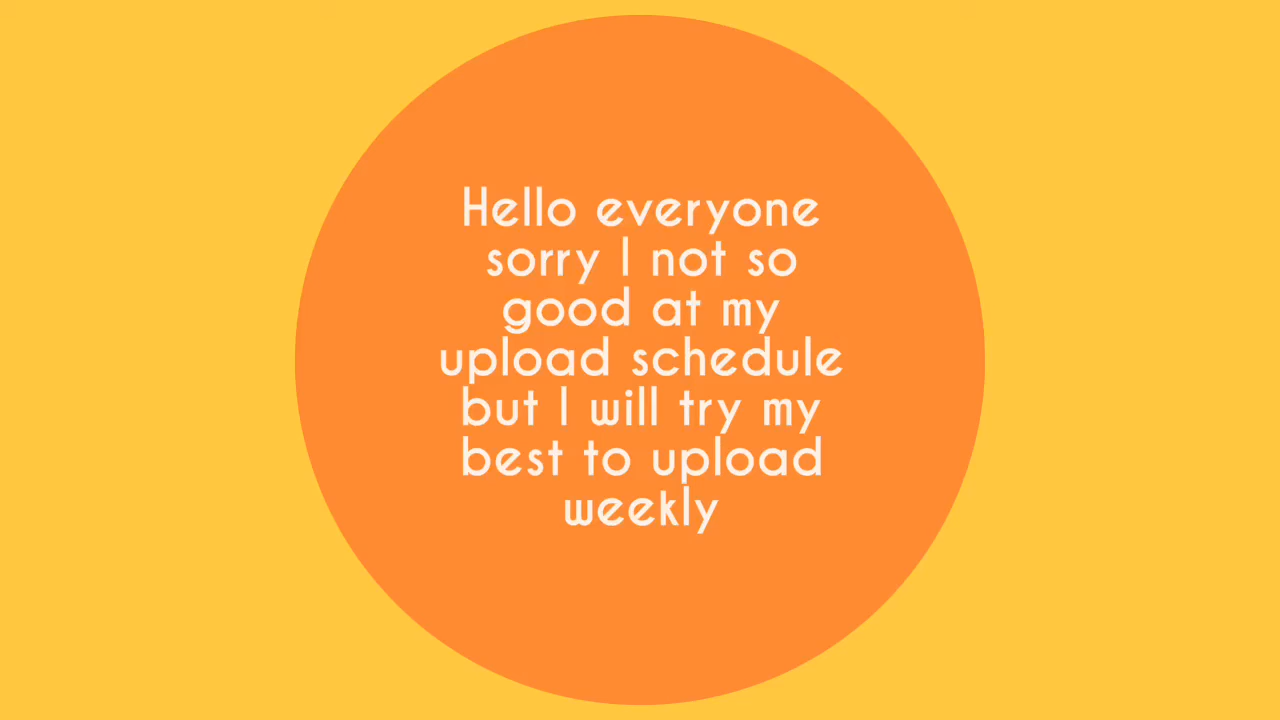 Hello everyone
sorry I not so
good at my
upload schedule
but I will try my
best to upload
weekly